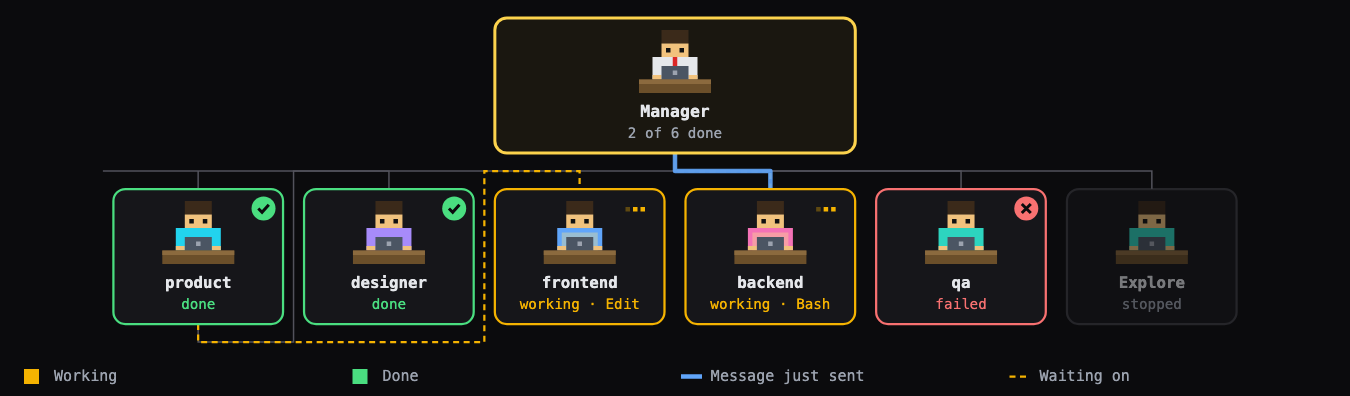 Manager
2 of 6 done
product
done
designer
done
frontend
working · Edit
backend
working · Bash
qa
failed
Explore
stopped
Working
Done
Message just sent
Waiting on